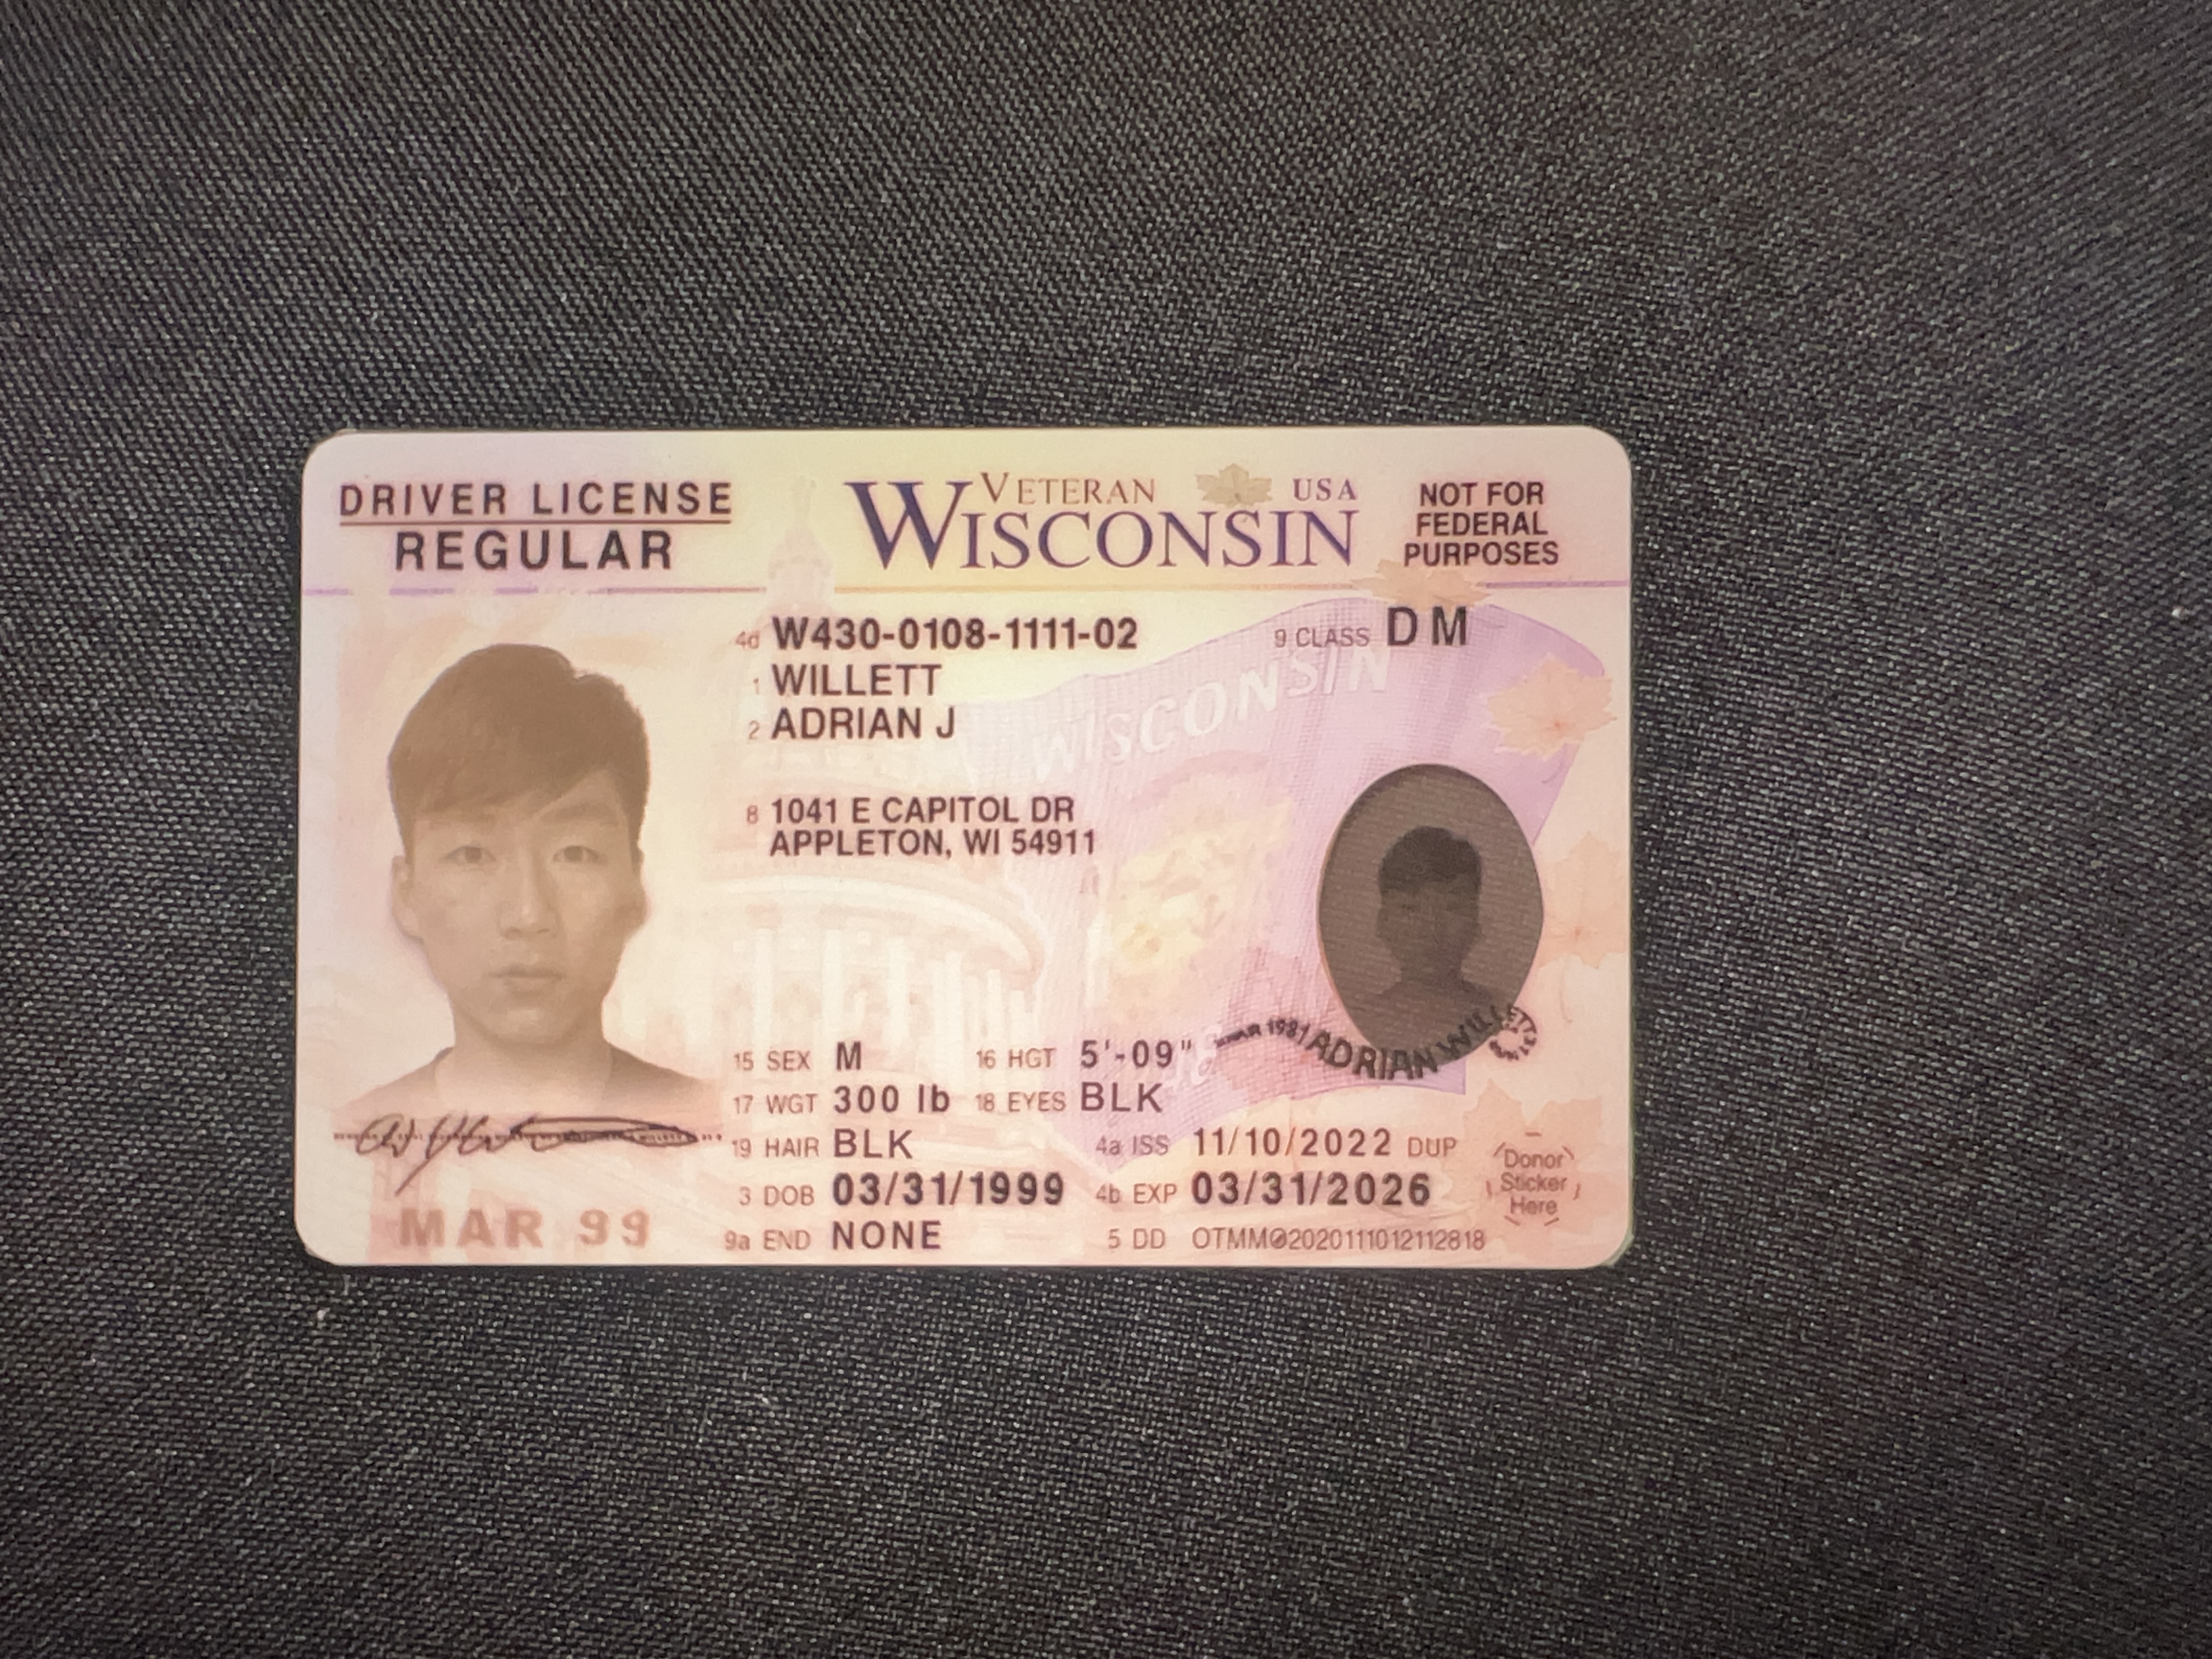 DRIVER LICENSE
REGULAR
VETERAN USA
WISCONSIN
NOT FOR
FEDERAL
PURPOSES
4d W430-0108-1111-02
9 CLASS D M
1 WILLETT
2 ADRIAN J
WISCONSIN
8 1041 E CAPITOL DR
APPLETON, WI 54911
15 SEX M 16 HGT 5'-09"
MAR 1981 ADRIAN WILLETT
17 WGT 300 lb 18 EYES BLK
19 HAIR BLK 4a ISS 11/10/2022 DUP
3 DOB 03/31/1999 4b EXP 03/31/2026
Donor
Sticker
Here
MAR 99
9a END NONE 5 DD OTMM@2020111012112818